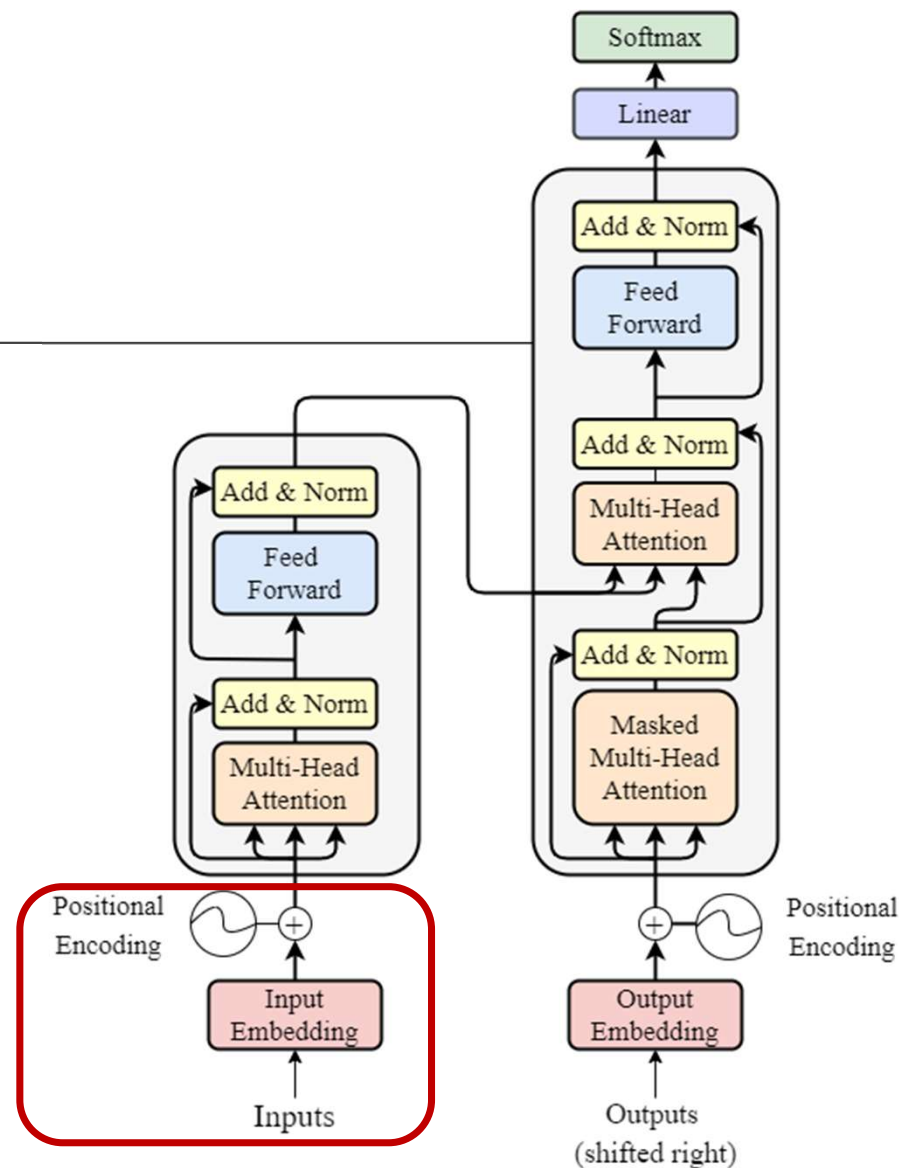 Softmax
Linear
Add & Norm
Feed
Forward
Add & Norm
Multi-Head
Attention
Add & Norm
Masked
Multi-Head
Attention
Add & Norm
Feed
Forward
Add & Norm
Multi-Head
Attention
Positional
Encoding
Input
Embedding
Inputs
Positional
Encoding
Output
Embedding
Outputs
(shifted right)